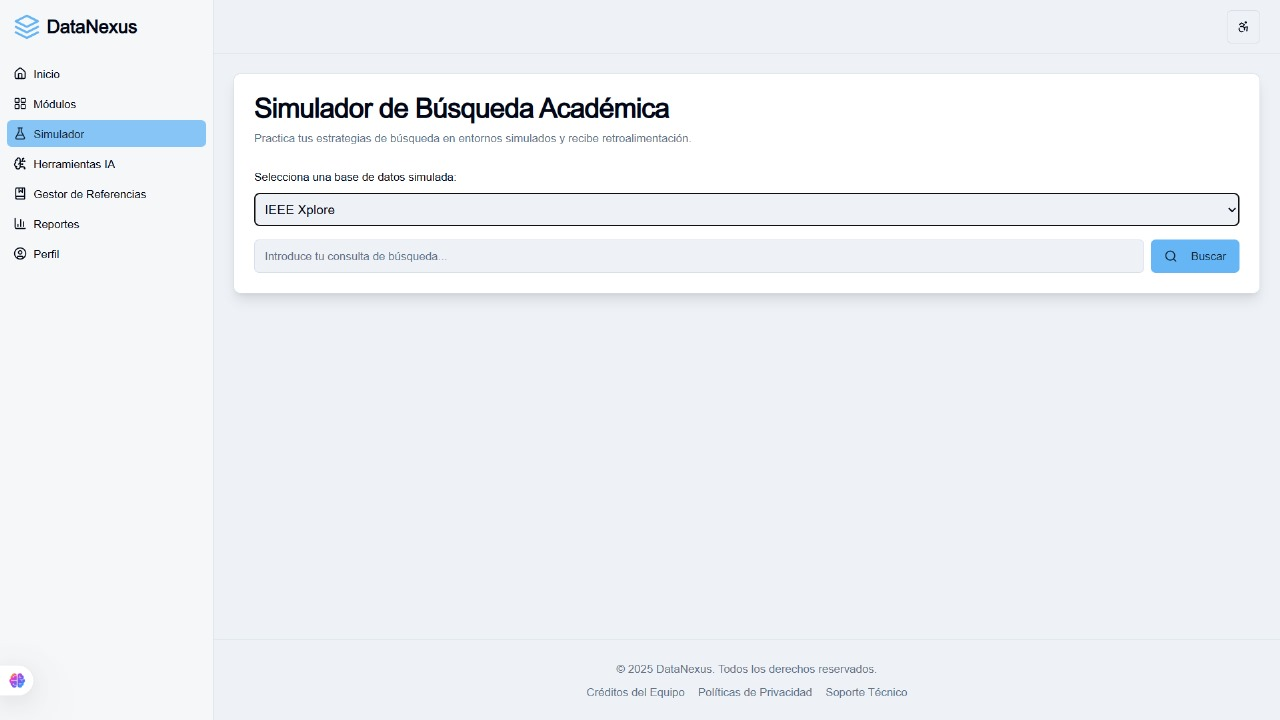 DataNexus
Inicio
Módulos
Simulador
Herramientas IA
Gestor de Referencias
Reportes
Perfil
Simulador de Búsqueda Académica
Practica tus estrategias de búsqueda en entornos simulados y recibe retroalimentación.
Selecciona una base de datos simulada:
IEEE Xplore
Introduce tu consulta de búsqueda...
Buscar
© 2025 DataNexus. Todos los derechos reservados.
Créditos del Equipo Políticas de Privacidad Soporte Técnico